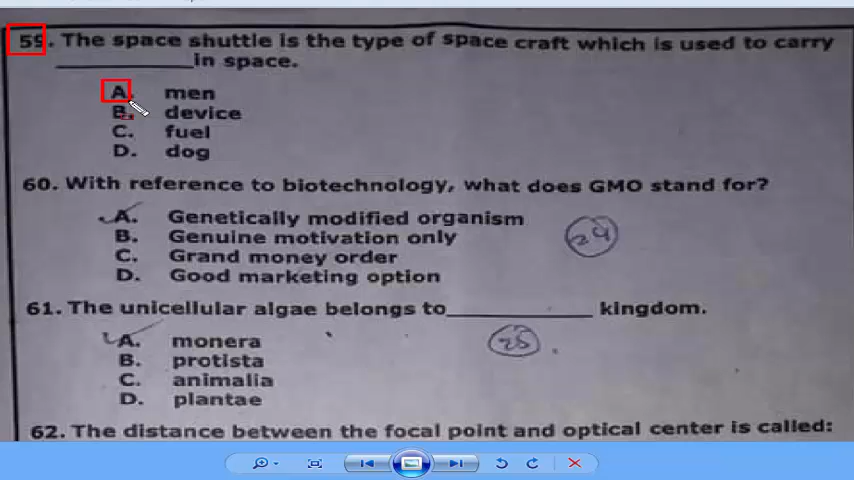 59. The space shuttle is the type of space craft which is used to carry
__________in space.
A. men
B. device
C. fuel
D. dog
60. With reference to biotechnology, what does GMO stand for?
A. Genetically modified organism
B. Genuine motivation only
C. Grand money order
D. Good marketing option
24
61. The unicellular algae belongs to__________ kingdom.
A. monera
B. protista
C. animalia
D. plantae
25
62. The distance between the focal point and optical center is called: